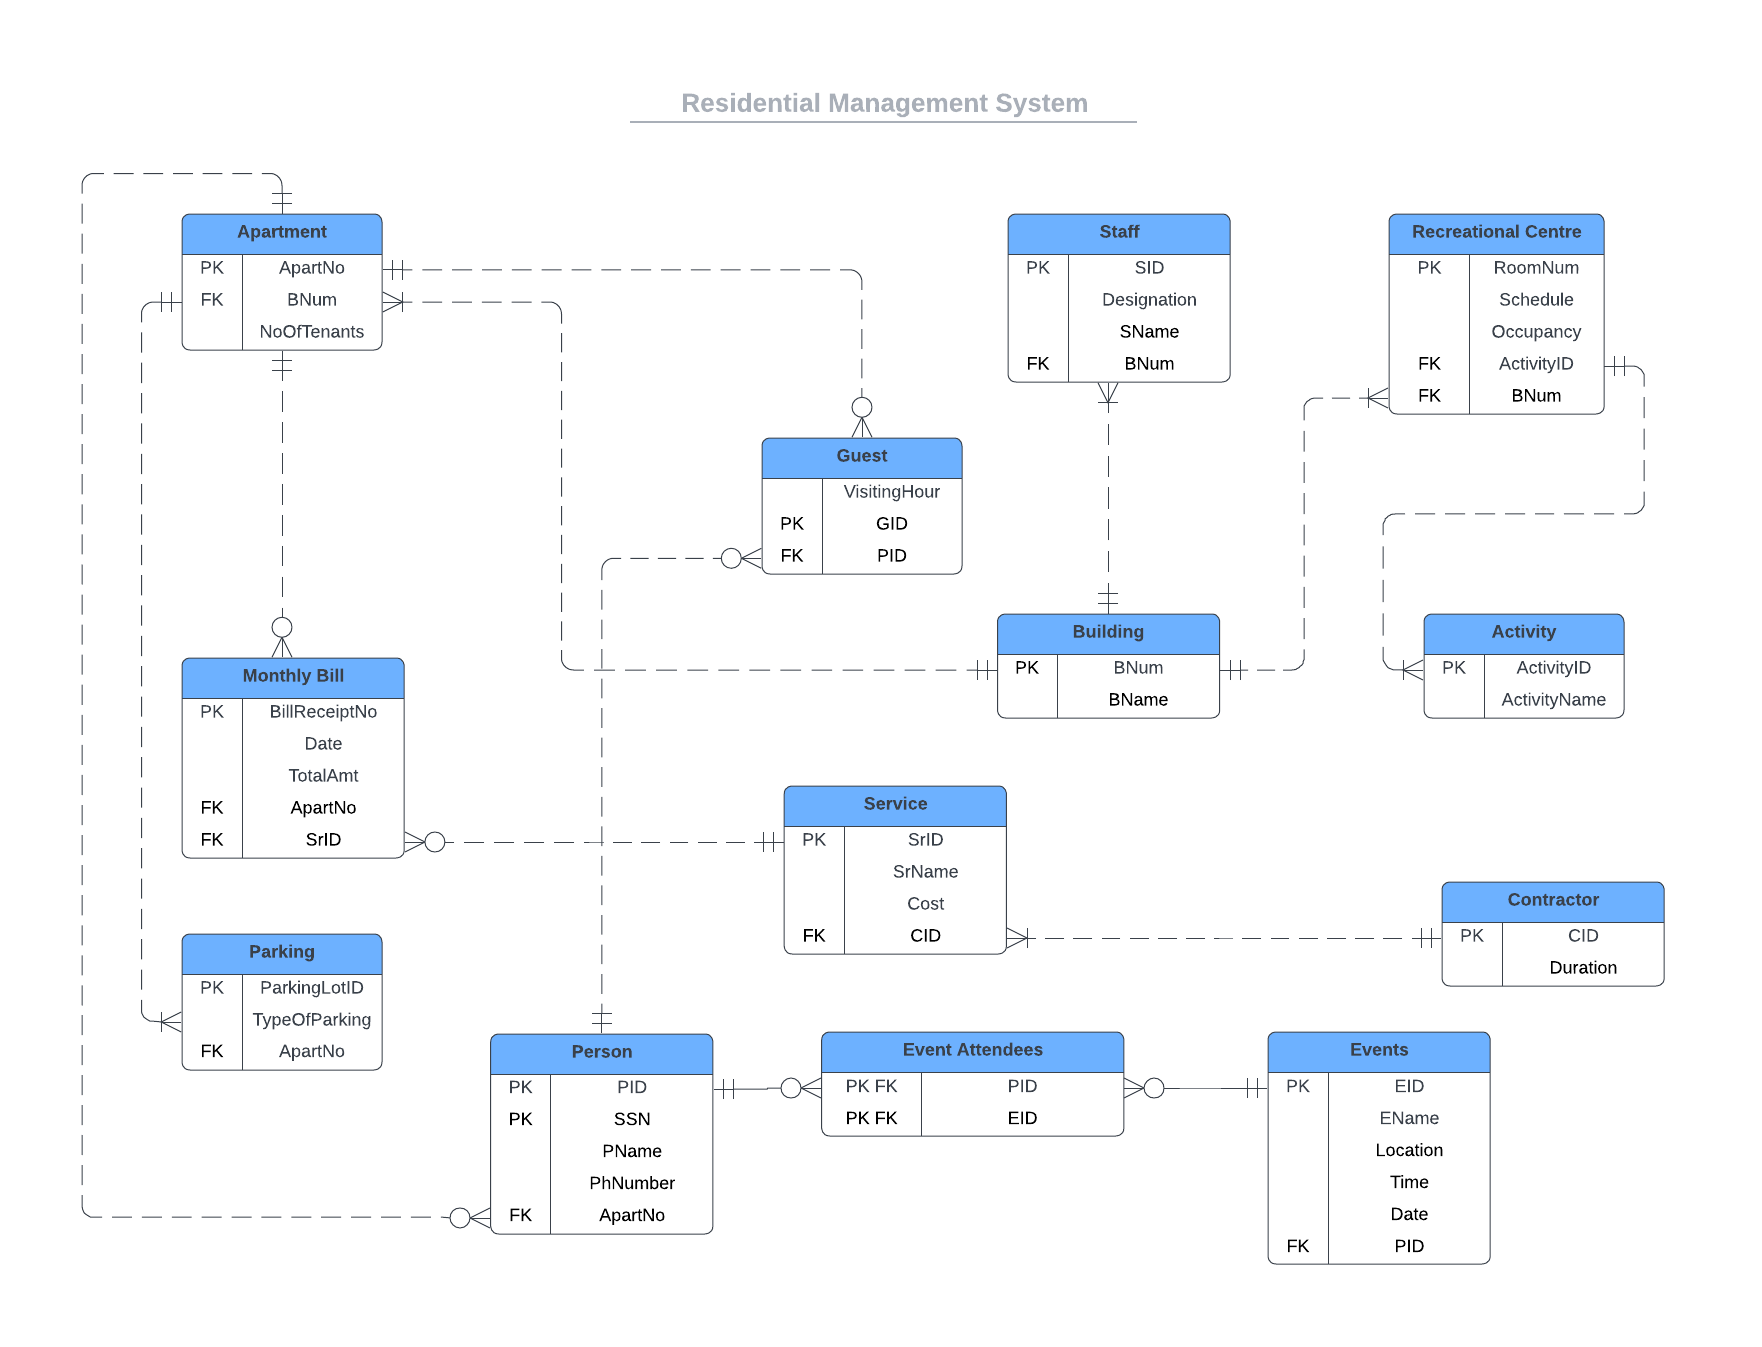 Residential Management System
Apartment
PK ApartNo
FK BNum
NoOfTenants
Staff
PK SID
Designation
SName
FK BNum
Recreational Centre
PK RoomNum
Schedule
Occupancy
FK ActivityID
FK BNum
Guest
VisitingHour
PK GID
FK PID
Building
PK BNum
BName
Activity
PK ActivityID
ActivityName
Monthly Bill
PK BillReceiptNo
Date
TotalAmt
FK ApartNo
FK SrID
Service
PK SrID
SrName
Cost
FK CID
Contractor
PK CID
Duration
Parking
PK ParkingLotID
TypeOfParking
FK ApartNo
Person
PK PID
PK SSN
PName
PhNumber
FK ApartNo
Event Attendees
PK FK PID
PK FK EID
Events
PK EID
EName
Location
Time
Date
FK PID